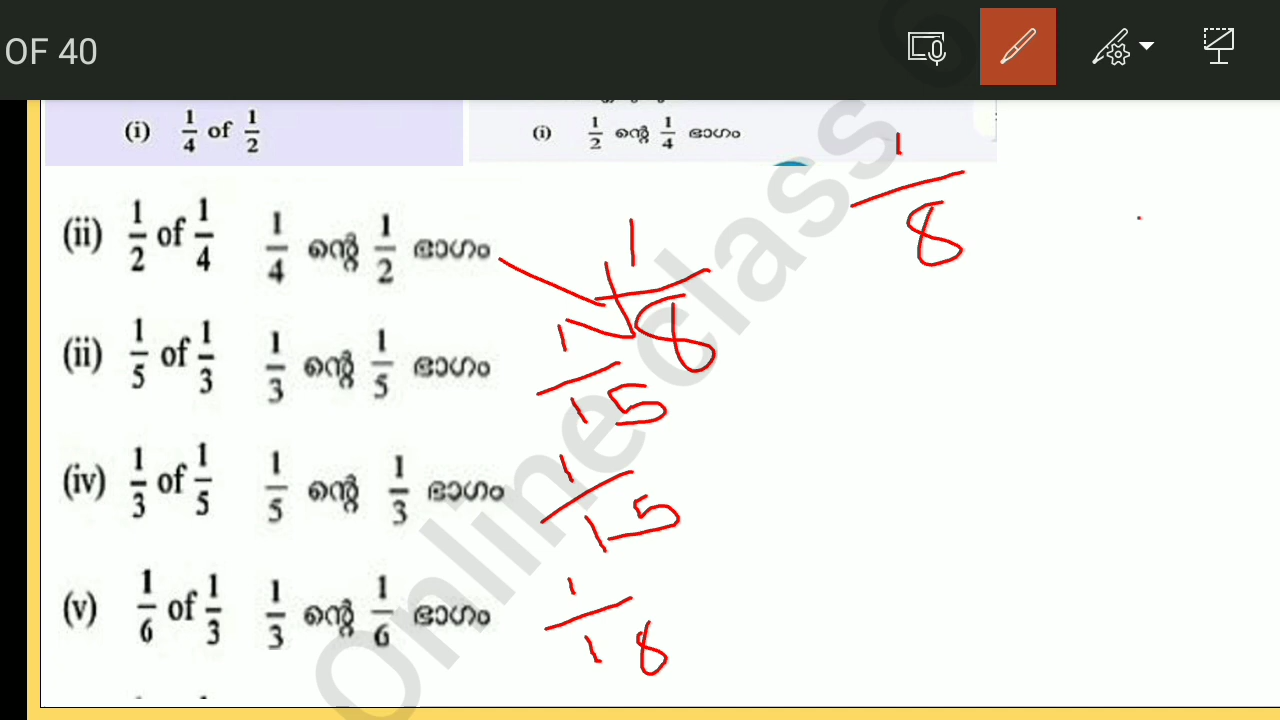 OF 40
(i) 1/4 of 1/2 (i) 1/2 ന്റെ 1/4 ഭാഗം
1/8
(ii) 1/2 of 1/4 1/4 ന്റെ 1/2 ഭാഗം 1/8
(ii) 1/5 of 1/3 1/3 ന്റെ 1/5 ഭാഗം 1/15
(iv) 1/3 of 1/5 1/5 ന്റെ 1/3 ഭാഗം 1/15
(v) 1/6 of 1/3 1/3 ന്റെ 1/6 ഭാഗം 1/18
Online class